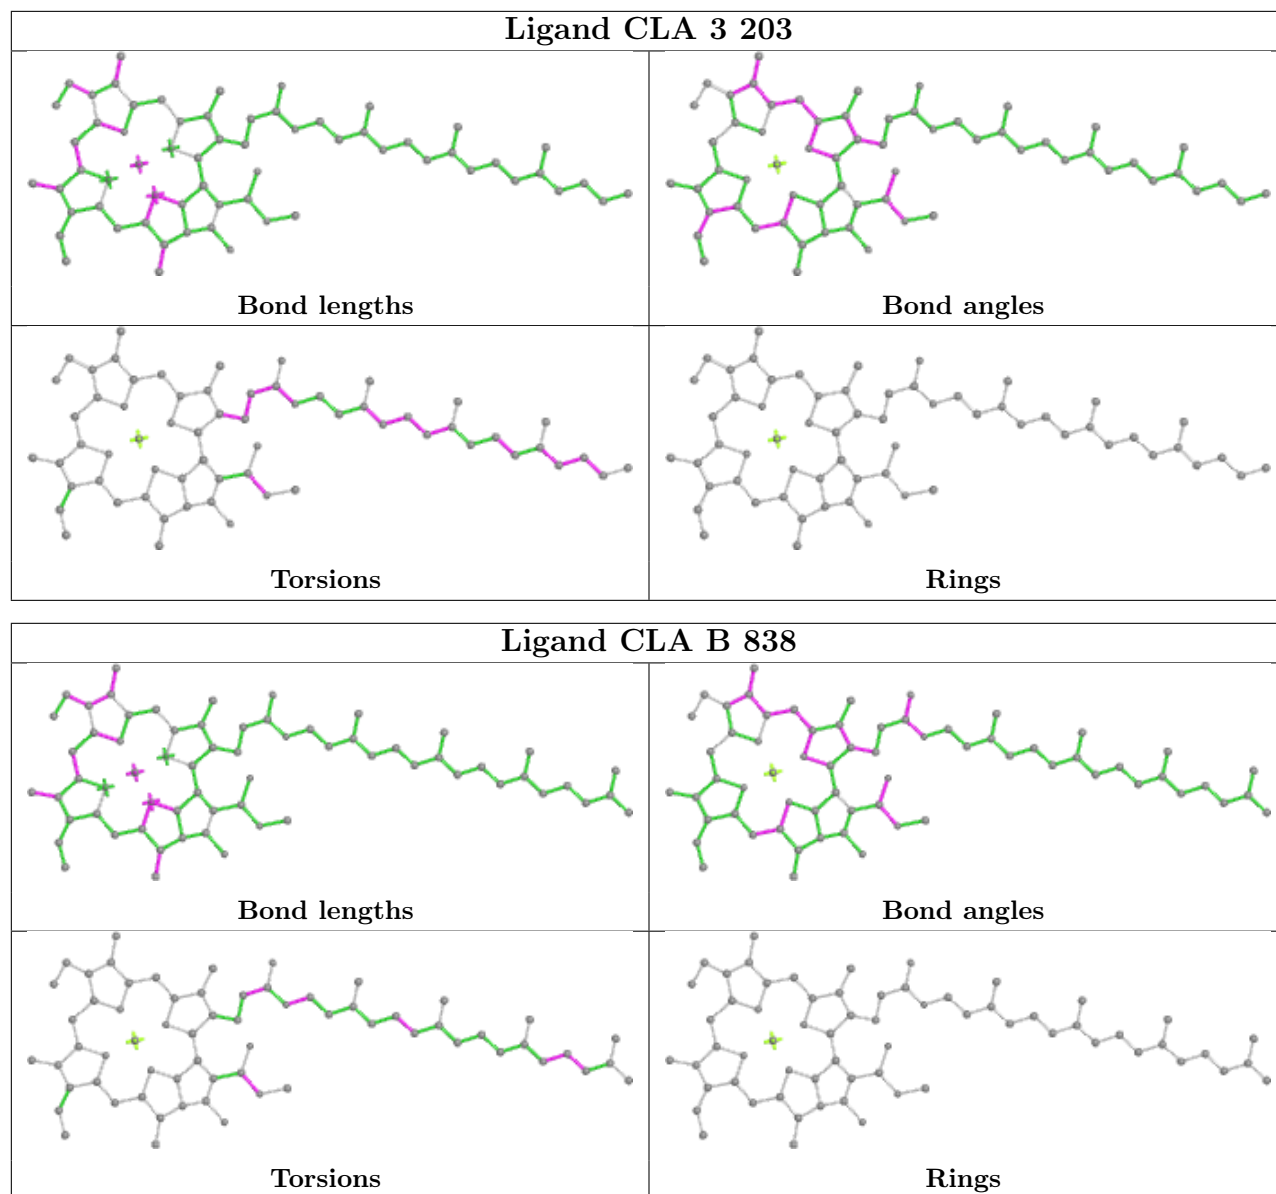 Ligand CLA 3 203
Bond lengths
Bond angles
Torsions
Rings
Ligand CLA B 838
Bond lengths
Bond angles
Torsions
Rings